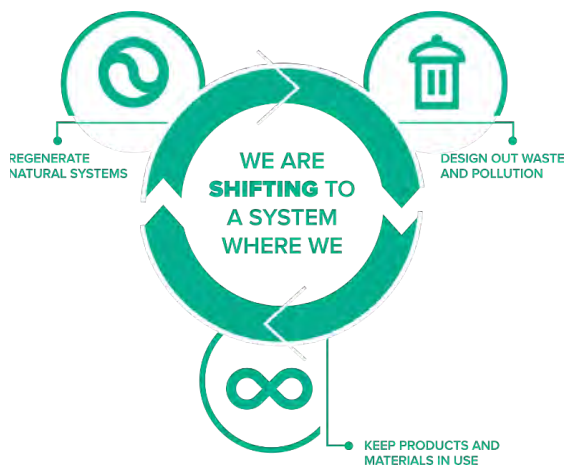 WE ARE
SHIFTING TO
A SYSTEM
WHERE WE
REGENERATE
NATURAL SYSTEMS
DESIGN OUT WASTE
AND POLLUTION
KEEP PRODUCTS AND
MATERIALS IN USE